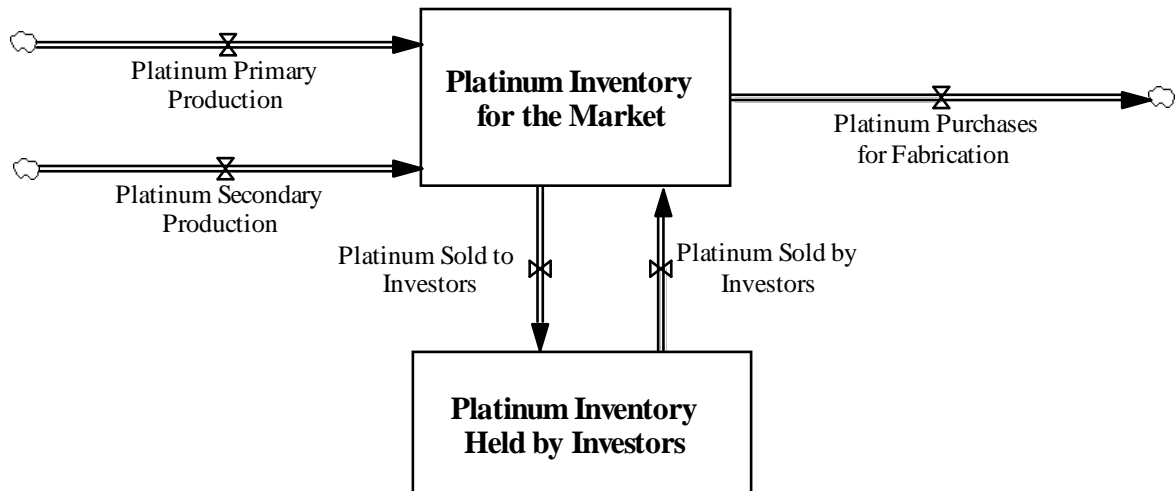 Platinum Primary
Production
Platinum Inventory
for the Market
Platinum Purchases
for Fabrication
Platinum Secondary
Production
Platinum Sold to
Investors
Platinum Sold by
Investors
Platinum Inventory
Held by Investors